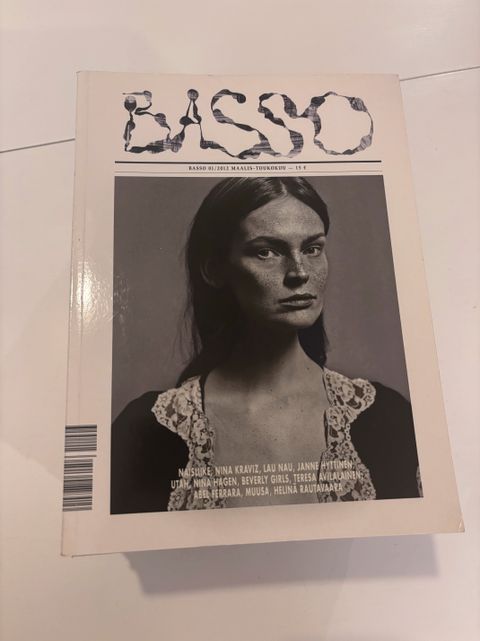 BASSO
BASSO 01/2012 MAALIS–TOUKOKUU — 15 €
NAISLIIKE, NINA KRAVIZ, LAU NAU, JANNE HYTTINEN,
UTAH, NINA HAGEN, BEVERLY GIRLS, TERESA AVILALAINEN,
ABEL FERRARA, MUUSA, HELINÄ RAUTAVAARA